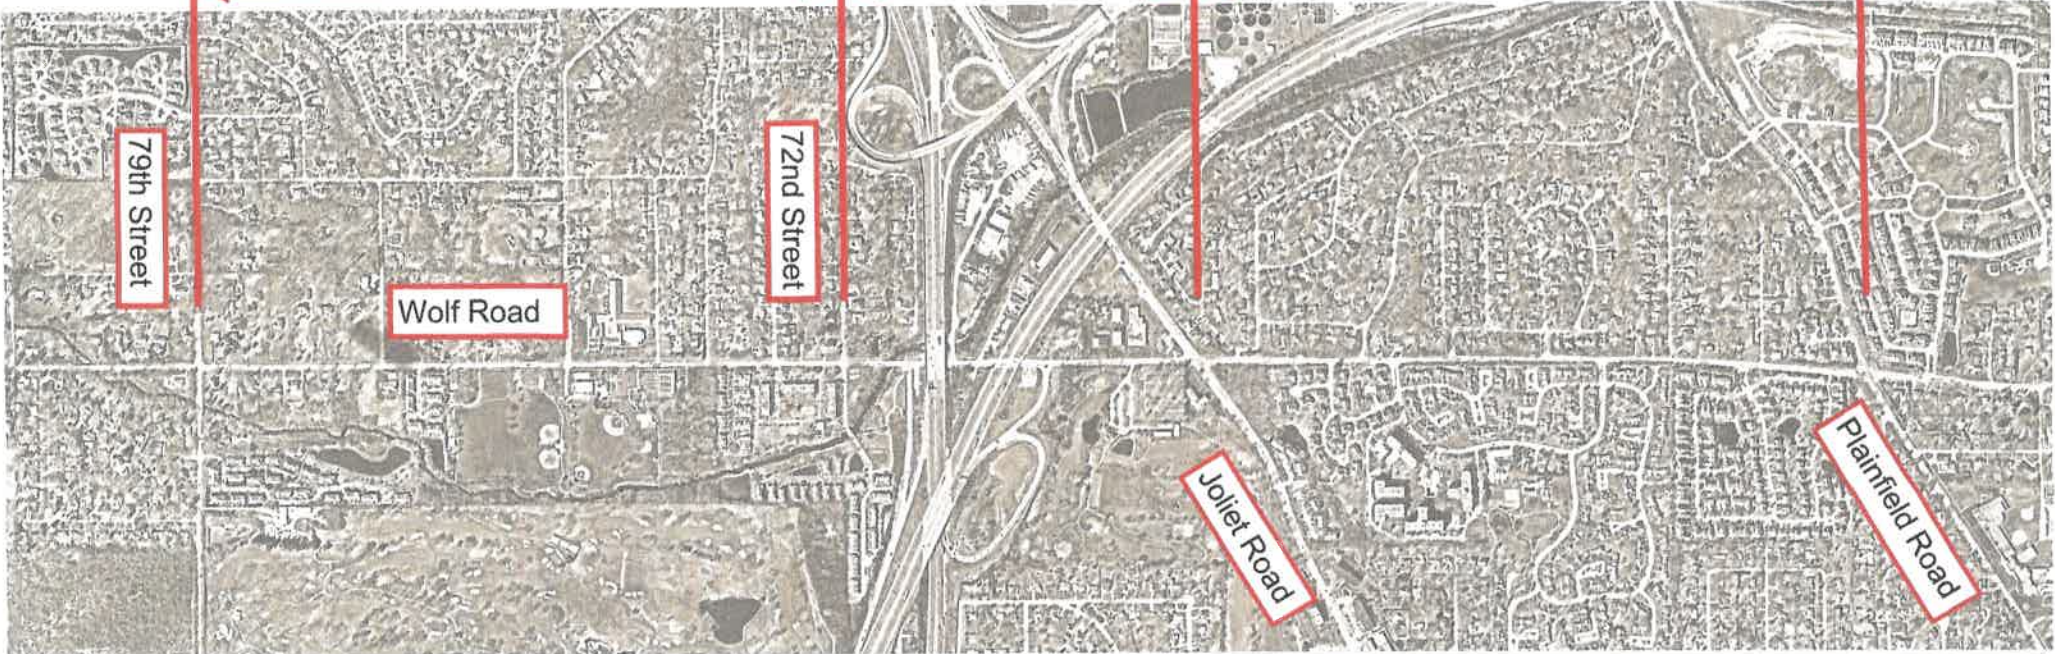 79th Street
Wolf Road
72nd Street
Joliet Road
Plainfield Road